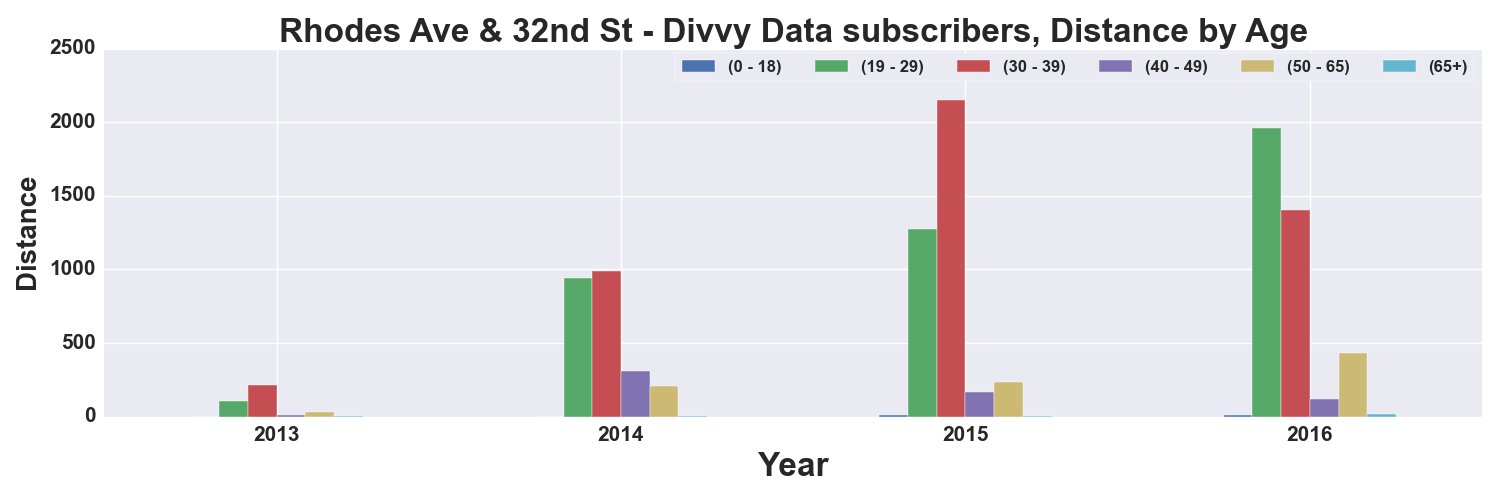 Rhodes Ave & 32nd St - Divvy Data subscribers, Distance by Age
2500
(0 - 18) (19 - 29) (30 - 39) (40 - 49) (50 - 65) (65+)
2000
1500
Distance
1000
500
0
2013 2014 2015 2016
Year